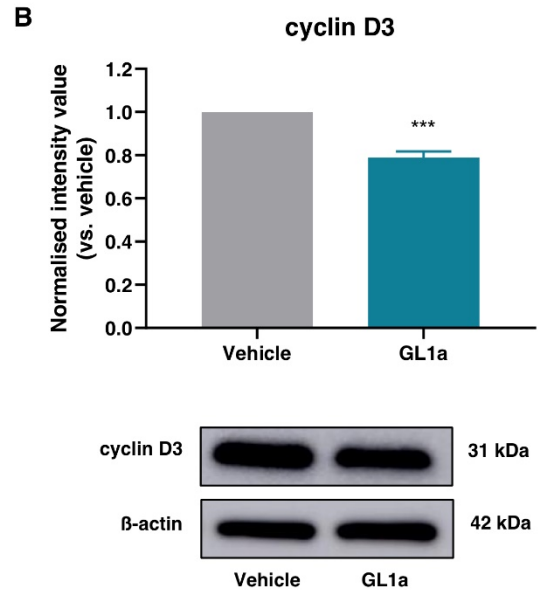 B
cyclin D3
Normalised intensity value
(vs. vehicle)
1.2
1.0
0.8
0.6
0.4
0.2
0.0
***
Vehicle GL1a
cyclin D3 31 kDa
ß-actin 42 kDa
Vehicle GL1a